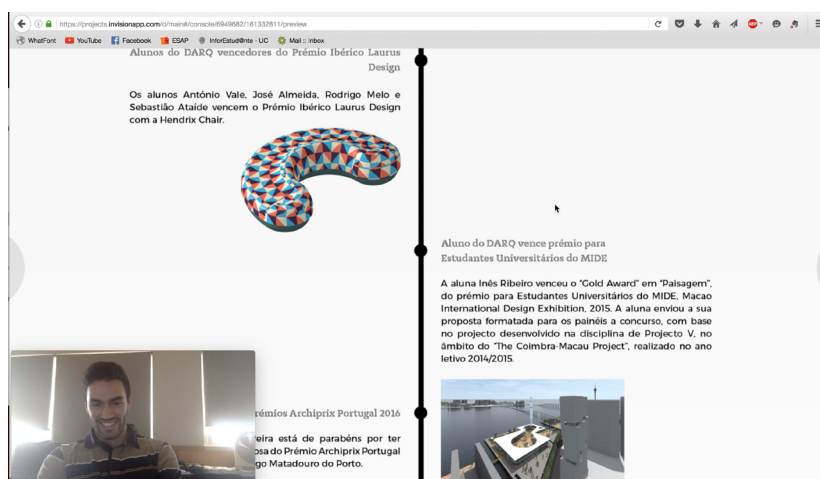 https://projects.invisionapp.com/d/main#/console/6949882/161332811/preview
WhatFont
YouTube
Facebook
ESAP
InforEstud@nte - UC
Mail :: Inbox
Alunos do DARQ vencedores do Prémio Ibérico Laurus
Design
Os alunos António Vale, José Almeida, Rodrigo Melo e
Sebastião Ataíde vencem o Prémio Ibérico Laurus Design
com a Hendrix Chair.
Aluno do DARQ vence prémio para
Estudantes Universitários do MIDE
A aluna Inês Ribeiro venceu o "Gold Award" em "Paisagem",
do prémio para Estudantes Universitários do MIDE, Macao
International Design Exhibition, 2015. A aluna enviou a sua
proposta formatada para os painéis a concurso, com base
no projecto desenvolvido na disciplina de Projecto V, no
âmbito do "The Coimbra-Macau Project", realizado no ano
letivo 2014/2015.
rémios Archiprix Portugal 2016
eira está de parabéns por ter
osa do Prémio Archiprix Portugal
go Matadouro do Porto.